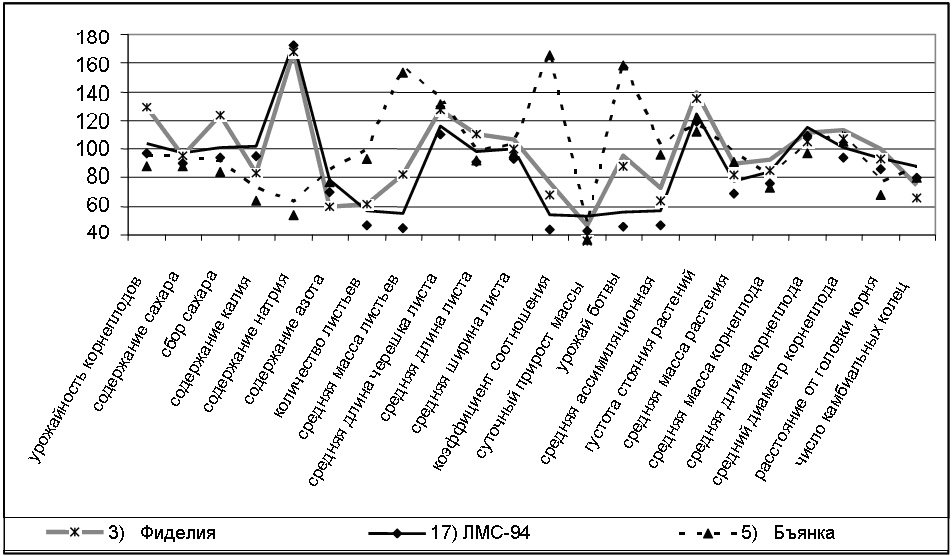 180
160
140
120
100
80
60
40
урожайность корнеплодов
содержание сахара
сбор сахара
содержание калия
содержание натрия
содержание азота
количество листьев
средняя масса листьев
средняя длина черешка листа
средняя длина листа
средняя ширина листа
коэффициент соотношения
суточный прирост массы
урожай ботвы
средняя ассимиляционная
густота стояния растений
средняя масса растения
средняя масса корнеплода
средняя длина корнеплода
средний диаметр корнеплода
расстояние от головки корня
число камбиальных колец
3) Фиделия
17) ЛМС-94
5) Бьянка